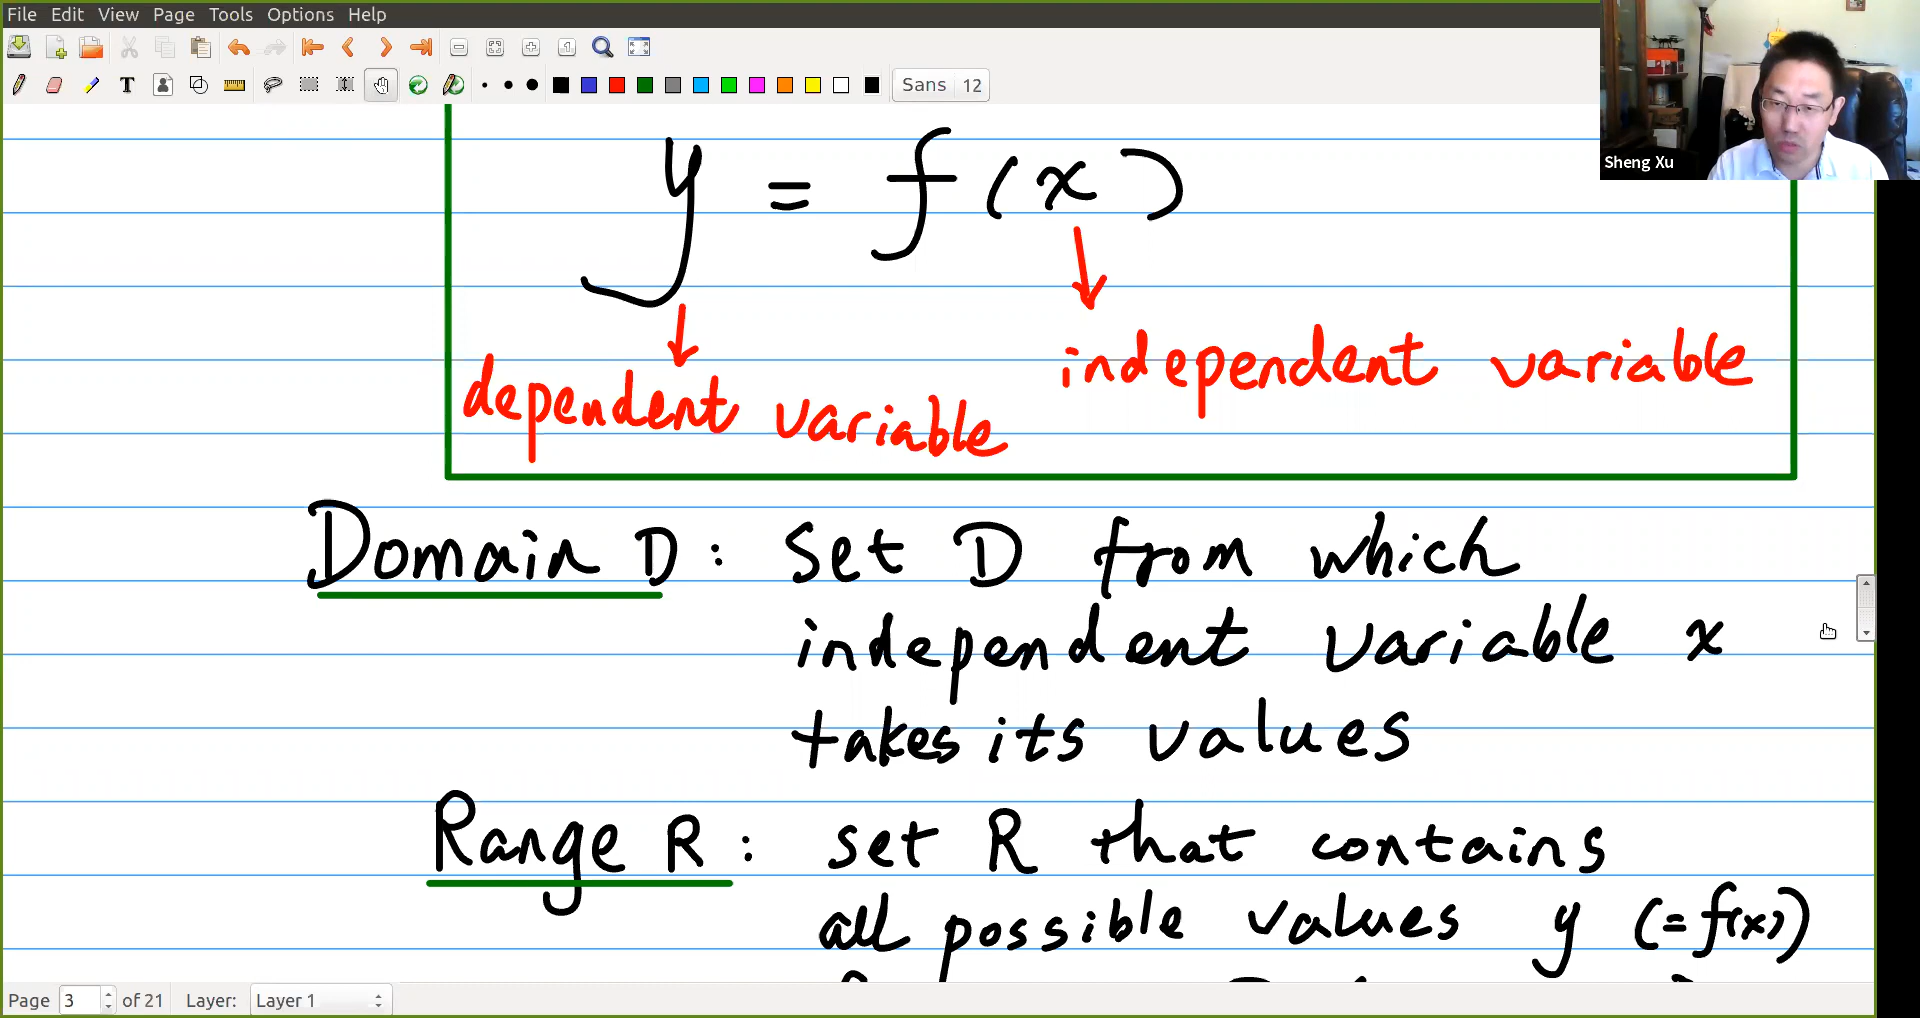 File Edit View Page Tools Options Help
Sans 12
Sheng Xu
y = f(x)
independent variable
dependent variable
Domain D: Set D from which
independent variable x
takes its values
Range R: set R that contains
all possible values y (=f(x))
Page 3 of 21 Layer: Layer 1